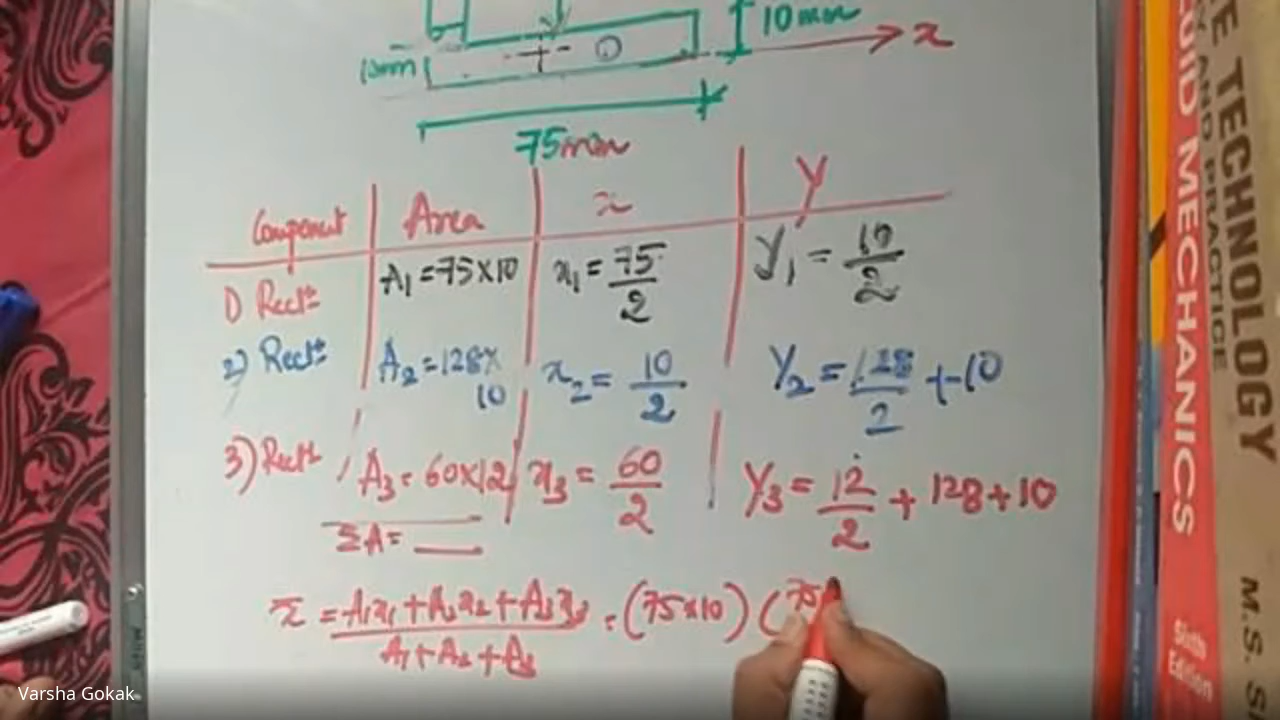 10mm
10mm
x
①
75mm
Component Area x Y
1) Rect A₁=75×10 x₁=75/2 Y₁=10/2
2) Rect A₂=128×10 x₂=10/2 Y₂=128/2+10
3) Rect A₃=60×12 x₃=60/2 Y₃=12/2+128+10
ΣA=
x̄=A₁x₁+A₂x₂+A₃x₃/A₁+A₂+A₃=(75×10)(75
FLUID MECHANICS
Sixth Edition
TECHNOLOGY
AND PRACTICE
M.S.
Varsha Gokak